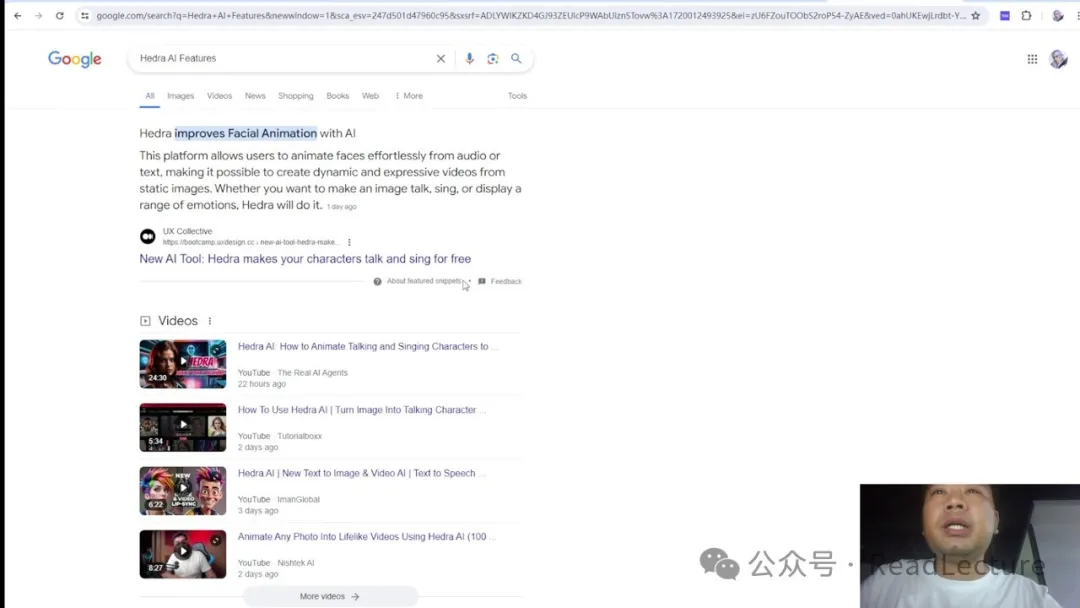 google.com/search?q=Hedra+AI+Features&newwindow=1&sca_esv=247d501d47960c95&sxsrf=
Google
Hedra AI Features
All Images Videos News Shopping Books Web More Tools
Hedra improves Facial Animation with AI
This platform allows users to animate faces effortlessly from audio or
text, making it possible to create dynamic and expressive videos from
static images. Whether you want to make an image talk, sing, or display a
range of emotions, Hedra will do it. 1 day ago
UX Collective
https://bootcamp.uxdesign.cc › new-ai-tool-hedra-make...
New AI Tool: Hedra makes your characters talk and sing for free
About featured snippets Feedback
Videos
Hedra AI: How to Animate Talking and Singing Characters to ...
HEDRA
24:30
YouTube The Real AI Agents
22 hours ago
How To Use Hedra AI | Turn Image Into Talking Character ...
5:34
YouTube Tutorialboxx
2 days ago
Hedra AI | New Text to Image & Video AI | Text to Speech ...
NEW
& VIDEO
LIP-SYNC
6:22
YouTube ImanGlobal
3 days ago
Animate Any Photo Into Lifelike Videos Using Hedra AI (100 ...
8:27
YouTube Nishtek AI
2 days ago
More videos →
公众号 · ReadLecture